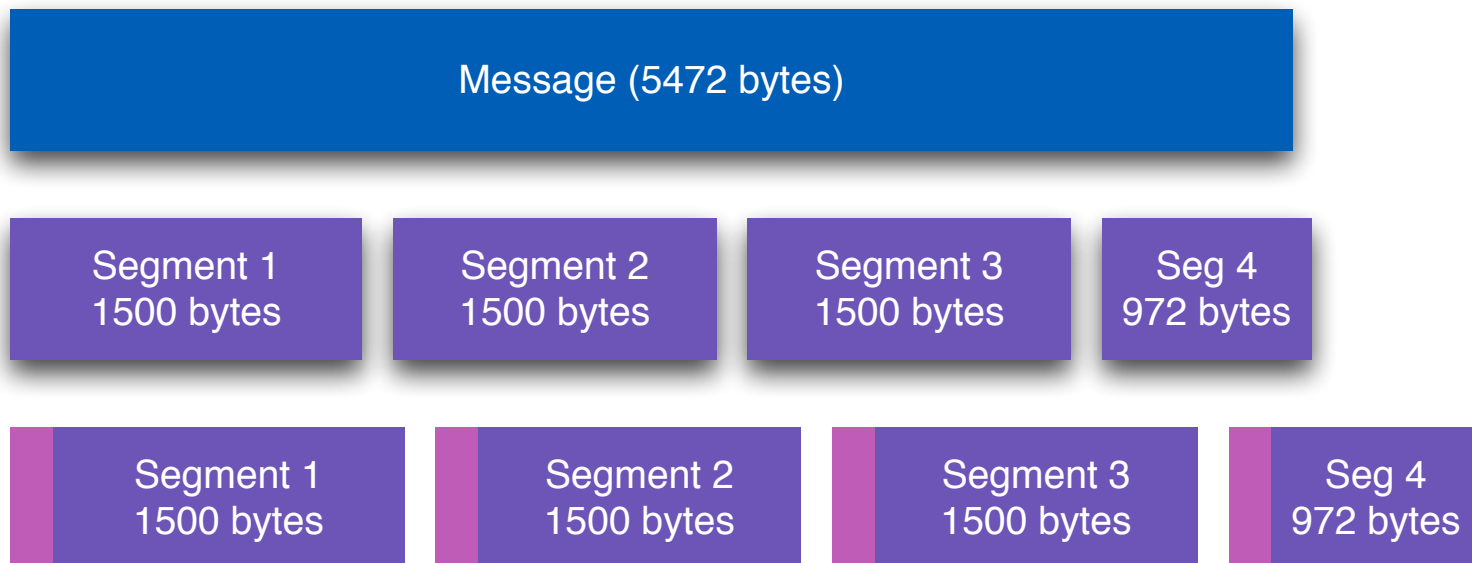 Message (5472 bytes)
Segment 1
1500 bytes
Segment 2
1500 bytes
Segment 3
1500 bytes
Seg 4
972 bytes
Segment 1
1500 bytes
Segment 2
1500 bytes
Segment 3
1500 bytes
Seg 4
972 bytes